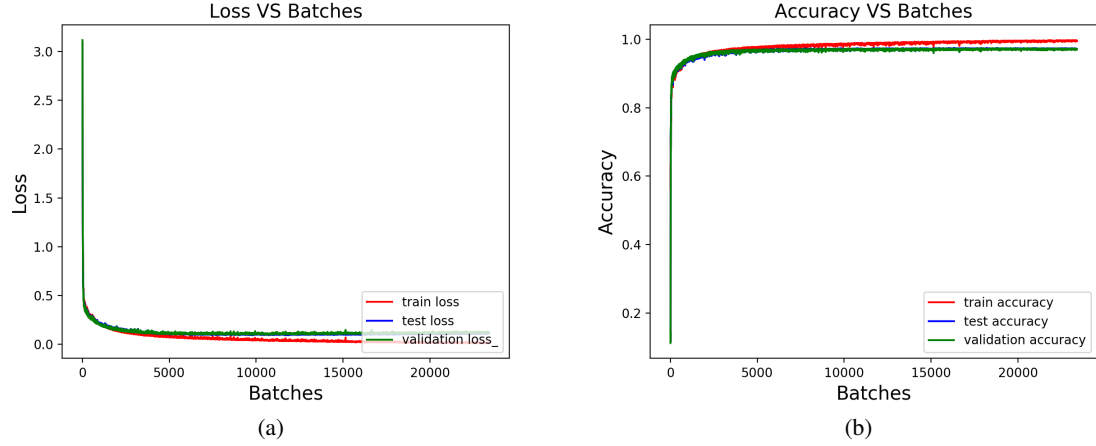 Loss VS Batches
3.0
2.5
2.0
1.5
1.0
0.5
0.0
Loss
train loss
test loss
validation loss_
0
5000
10000
15000
20000
Batches
(a)
Accuracy VS Batches
1.0
0.8
0.6
0.4
0.2
Accuracy
train accuracy
test accuracy
validation accuracy
0
5000
10000
15000
20000
Batches
(b)